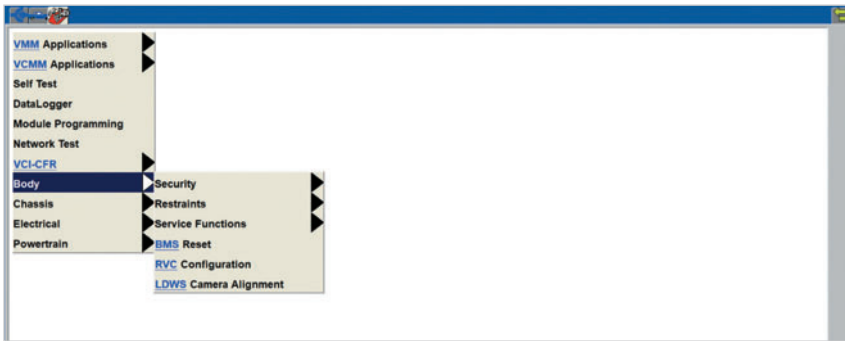 VMM Applications
VCMM Applications
Self Test
DataLogger
Module Programming
Network Test
VCI-CFR
Body
Chassis
Electrical
Powertrain
Security
Restraints
Service Functions
BMS Reset
RVC Configuration
LDWS Camera Alignment